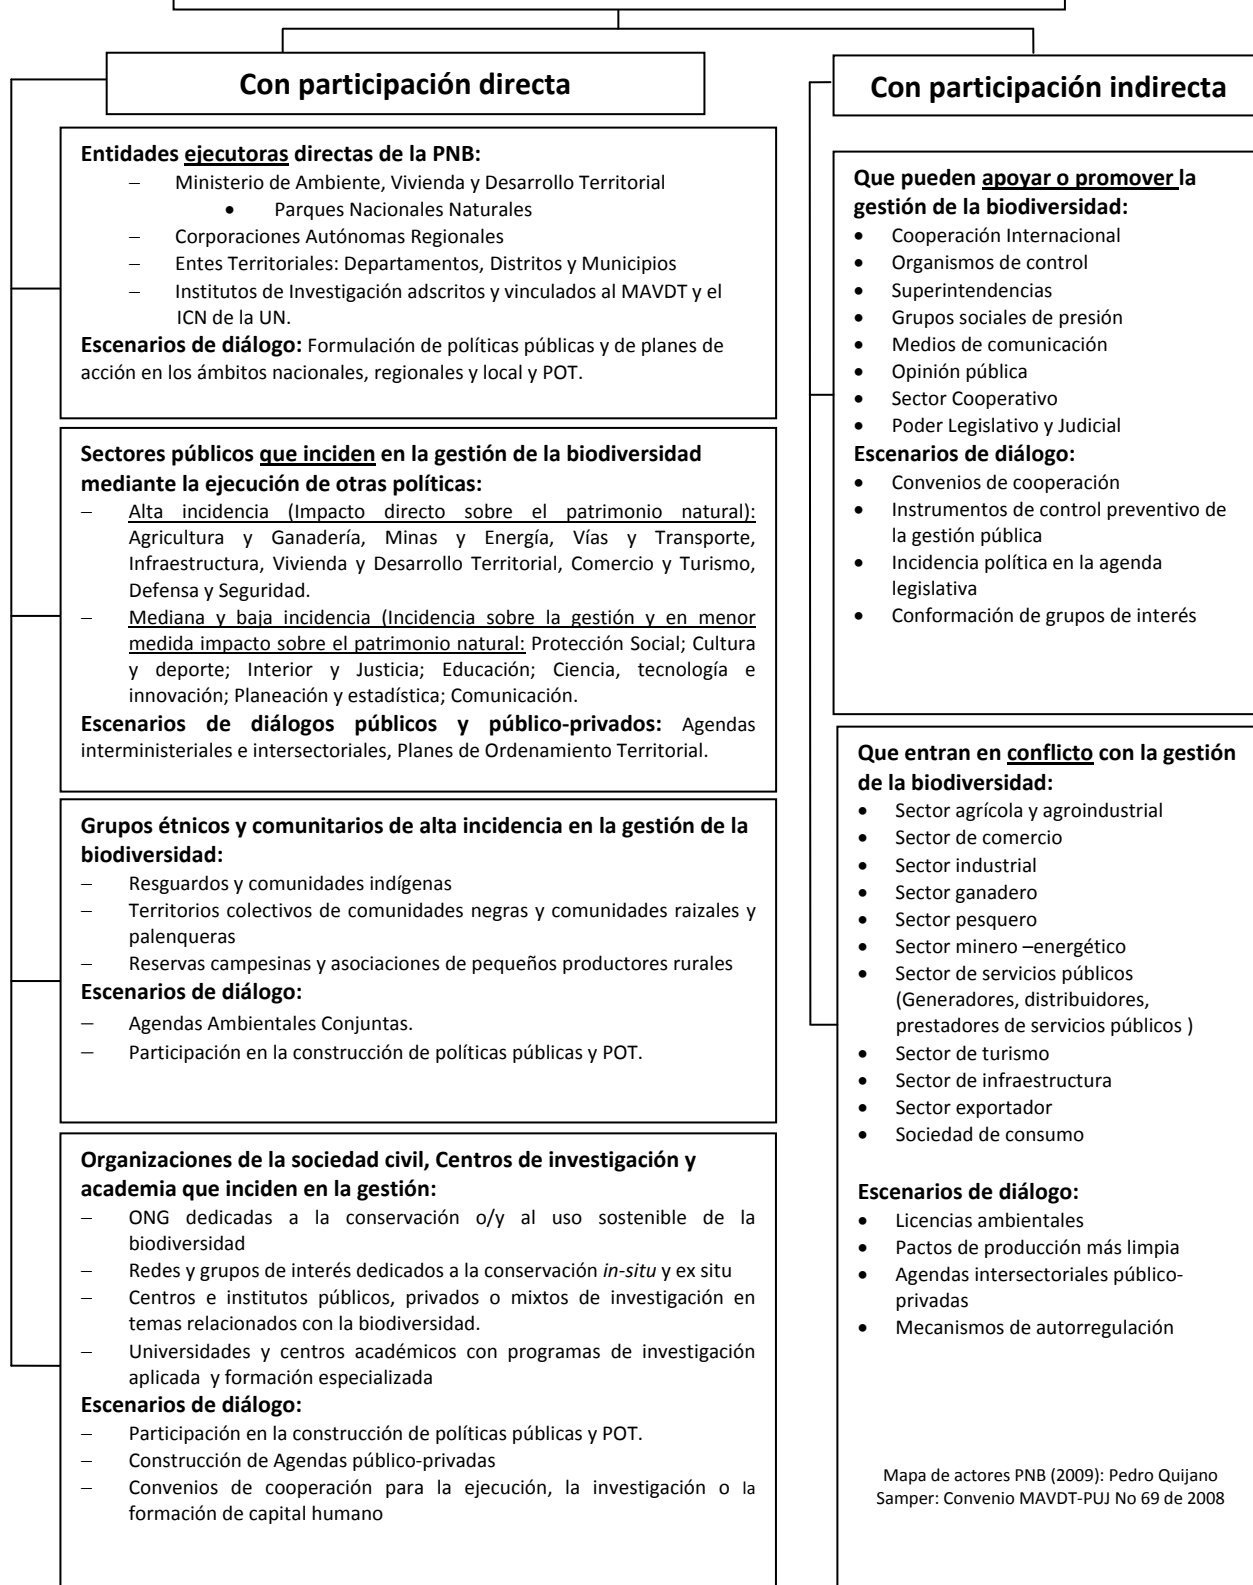 Con participación directa
Entidades ejecutoras directas de la PNB:
– Ministerio de Ambiente, Vivienda y Desarrollo Territorial
• Parques Nacionales Naturales
– Corporaciones Autónomas Regionales
– Entes Territoriales: Departamentos, Distritos y Municipios
– Institutos de Investigación adscritos y vinculados al MAVDT y el
ICN de la UN.
Escenarios de diálogo: Formulación de políticas públicas y de planes de
acción en los ámbitos nacionales, regionales y local y POT.
Sectores públicos que inciden en la gestión de la biodiversidad
mediante la ejecución de otras políticas:
– Alta incidencia (Impacto directo sobre el patrimonio natural):
Agricultura y Ganadería, Minas y Energía, Vías y Transporte,
Infraestructura, Vivienda y Desarrollo Territorial, Comercio y Turismo,
Defensa y Seguridad.
– Mediana y baja incidencia (Incidencia sobre la gestión y en menor
medida impacto sobre el patrimonio natural: Protección Social; Cultura
y deporte; Interior y Justicia; Educación; Ciencia, tecnología e
innovación; Planeación y estadística; Comunicación.
Escenarios de diálogos públicos y público-privados: Agendas
interministeriales e intersectoriales, Planes de Ordenamiento Territorial.
Grupos étnicos y comunitarios de alta incidencia en la gestión de la
biodiversidad:
– Resguardos y comunidades indígenas
– Territorios colectivos de comunidades negras y comunidades raizales y
palenqueras
– Reservas campesinas y asociaciones de pequeños productores rurales
Escenarios de diálogo:
– Agendas Ambientales Conjuntas.
– Participación en la construcción de políticas públicas y POT.
Organizaciones de la sociedad civil, Centros de investigación y
academia que inciden en la gestión:
– ONG dedicadas a la conservación o/y al uso sostenible de la
biodiversidad
– Redes y grupos de interés dedicados a la conservación in-situ y ex situ
– Centros e institutos públicos, privados o mixtos de investigación en
temas relacionados con la biodiversidad.
– Universidades y centros académicos con programas de investigación
aplicada y formación especializada
Escenarios de diálogo:
– Participación en la construcción de políticas públicas y POT.
– Construcción de Agendas público-privadas
– Convenios de cooperación para la ejecución, la investigación o la
formación de capital humano
Con participación indirecta
Que pueden apoyar o promover la
gestión de la biodiversidad:
• Cooperación Internacional
• Organismos de control
• Superintendencias
• Grupos sociales de presión
• Medios de comunicación
• Opinión pública
• Sector Cooperativo
• Poder Legislativo y Judicial
Escenarios de diálogo:
• Convenios de cooperación
• Instrumentos de control preventivo de
la gestión pública
• Incidencia política en la agenda
legislativa
• Conformación de grupos de interés
Que entran en conflicto con la gestión
de la biodiversidad:
• Sector agrícola y agroindustrial
• Sector de comercio
• Sector industrial
• Sector ganadero
• Sector pesquero
• Sector minero –energético
• Sector de servicios públicos
(Generadores, distribuidores,
prestadores de servicios públicos )
• Sector de turismo
• Sector de infraestructura
• Sector exportador
• Sociedad de consumo
Escenarios de diálogo:
• Licencias ambientales
• Pactos de producción más limpia
• Agendas intersectoriales público-
privadas
• Mecanismos de autorregulación
Mapa de actores PNB (2009): Pedro Quijano
Samper: Convenio MAVDT-PUJ No 69 de 2008